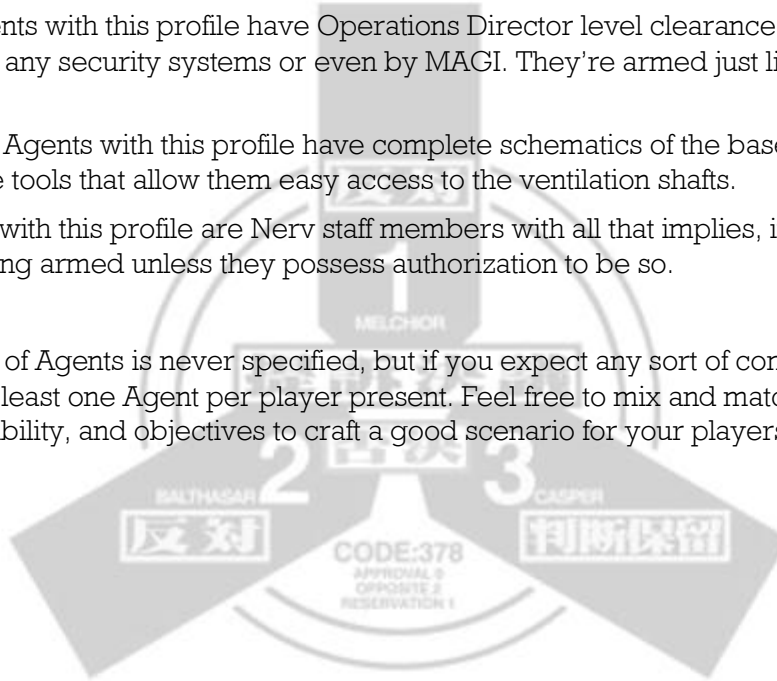 ents with this profile have Operations Director level clearance
any security systems or even by MAGI. They’re armed just li
Agents with this profile have complete schematics of the base
e tools that allow them easy access to the ventilation shafts.
反対
with this profile are Nerv staff members with all that implies, i
ng armed unless they possess authorization to be so.
1
MELCHIOR
of Agents is never specified, but if you expect any sort of con
least one Agent per player present. Feel free to mix and matc
bility, and objectives to craft a good scenario for your players
BALTHASAR 2
3 CASPER
反対
判断保留
CODE:378
APPROVAL 0
OPPOSITE 2
RESERVATION 1